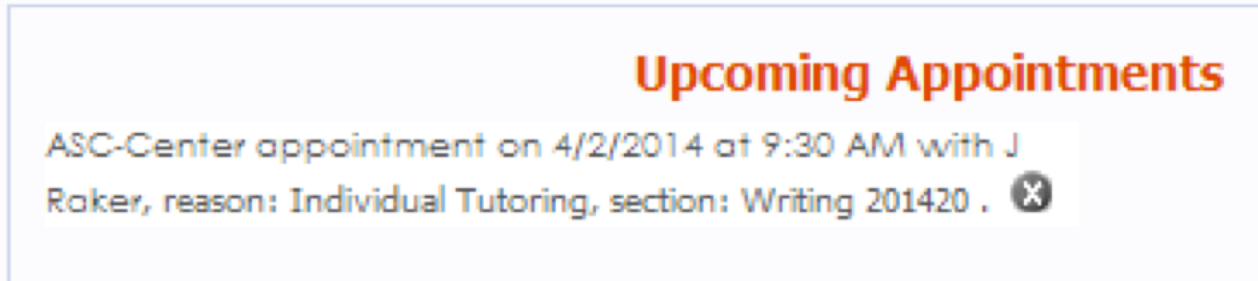 Upcoming Appointments
ASC-Center appointment on 4/2/2014 at 9:30 AM with J
Raker, reason: Individual Tutoring, section: Writing 201420 .